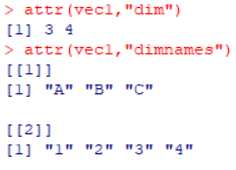 > attr(vec1,"dim")
[1] 3 4
> attr(vec1,"dimnames")
[[1]]
[1] "A" "B" "C"

[[2]]
[1] "1" "2" "3" "4"